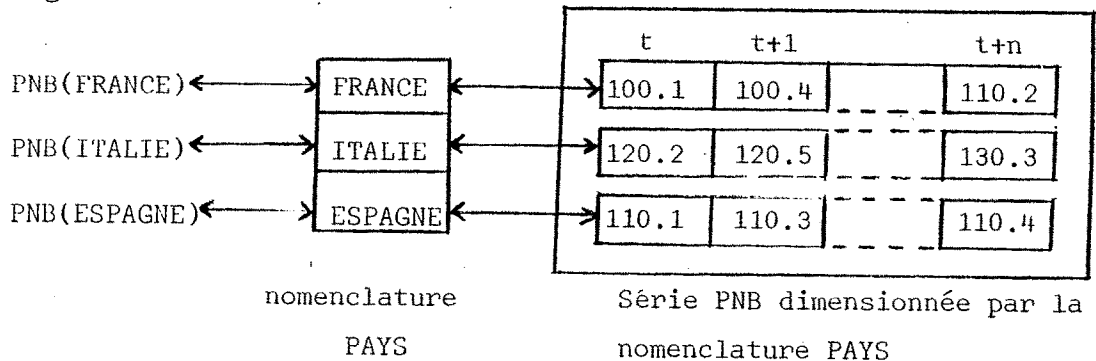 t t+1 t+n
PNB(FRANCE) FRANCE 100.1 100.4 110.2
PNB(ITALIE) ITALIE 120.2 120.5 130.3
PNB(ESPAGNE) ESPAGNE 110.1 110.3 110.4
nomenclature Série PNB dimensionnée par la
PAYS nomenclature PAYS